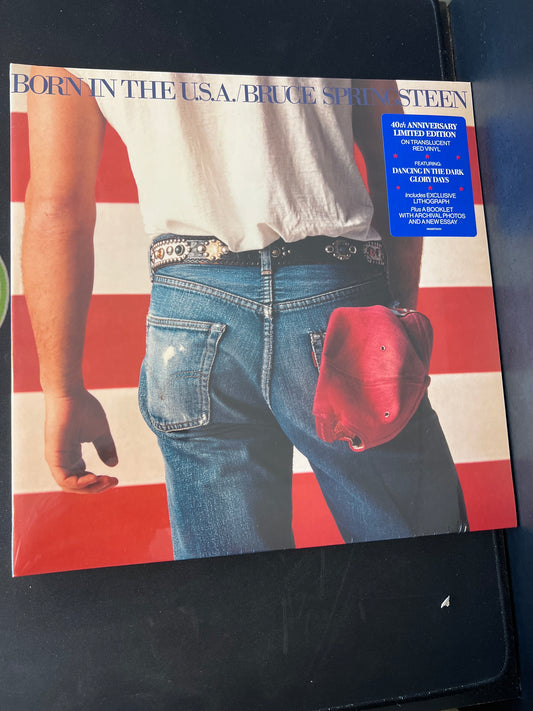 BORN IN THE U.S.A./BRUCE SPRINGSTEEN
40th ANNIVERSARY
LIMITED EDITION
ON TRANSLUCENT
RED VINYL
FEATURING:
DANCING IN THE DARK
GLORY DAYS
Includes EXCLUSIVE
LITHOGRAPH
Plus A BOOKLET
WITH ARCHIVAL PHOTOS
AND A NEW ESSAY